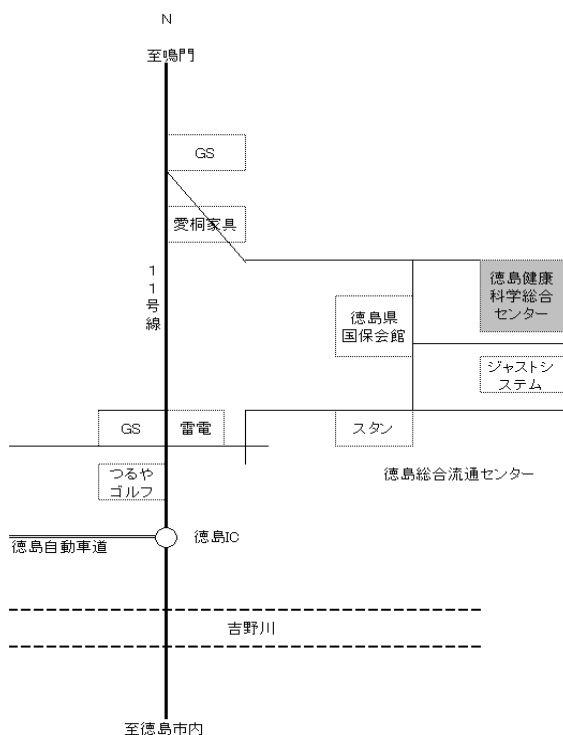 N
至鳴門
GS
愛桐家具
11号線
徳島健康
科学総合
センター
徳島県
国保会館
ジャストシ
ステム
GS
雷電
スタン
つるや
ゴルフ
徳島総合流通センター
徳島IC
徳島自動車道
吉野川
至徳島市内